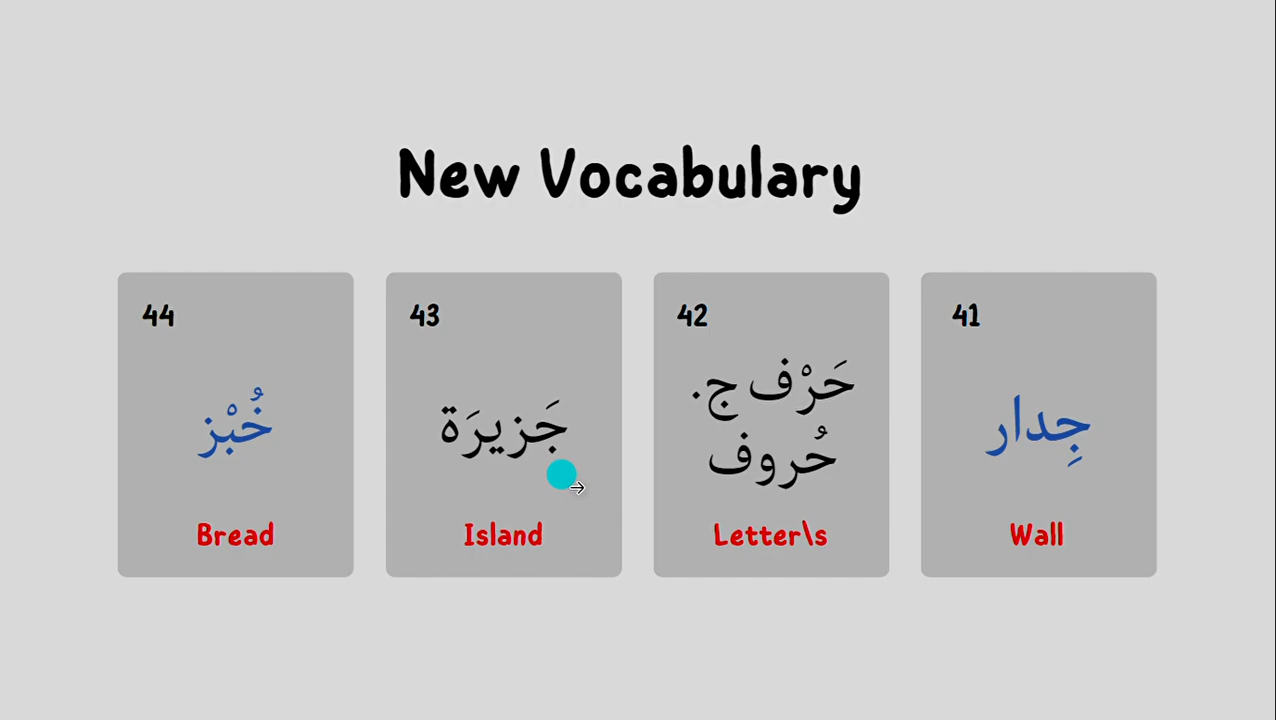 New Vocabulary
41
جِدار
Wall
42
حَرْف ج.
حُروف
Letter\s
43
جَزيرَة
Island
44
خُبْز
Bread